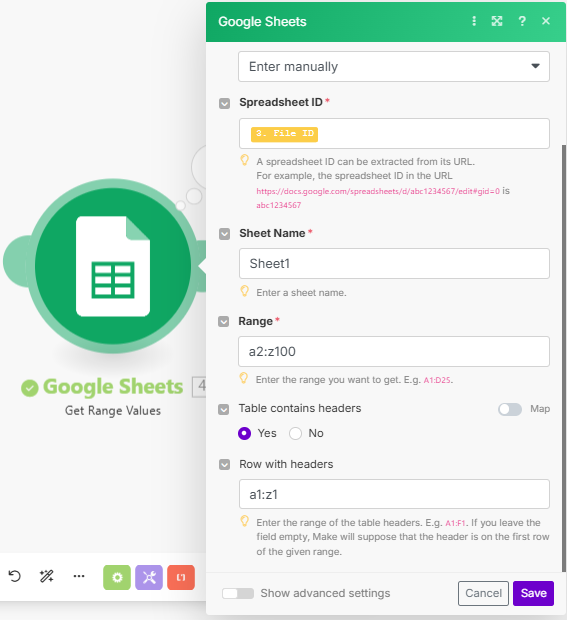 Google Sheets
Enter manually
Spreadsheet ID *
3. File ID
A spreadsheet ID can be extracted from its URL.
For example, the spreadsheet ID in the URL
https://docs.google.com/spreadsheets/d/abc1234567/edit#gid=0 is
abc1234567
Sheet Name *
Sheet1
Enter a sheet name.
Range *
a2:z100
Enter the range you want to get. E.g. A1:D25.
Table contains headers
Map
Yes No
Row with headers
a1:z1
Enter the range of the table headers. E.g. A1:F1. If you leave the
field empty, Make will suppose that the header is on the first row
of the given range.
Show advanced settings
Cancel
Save
Google Sheets 4
Get Range Values